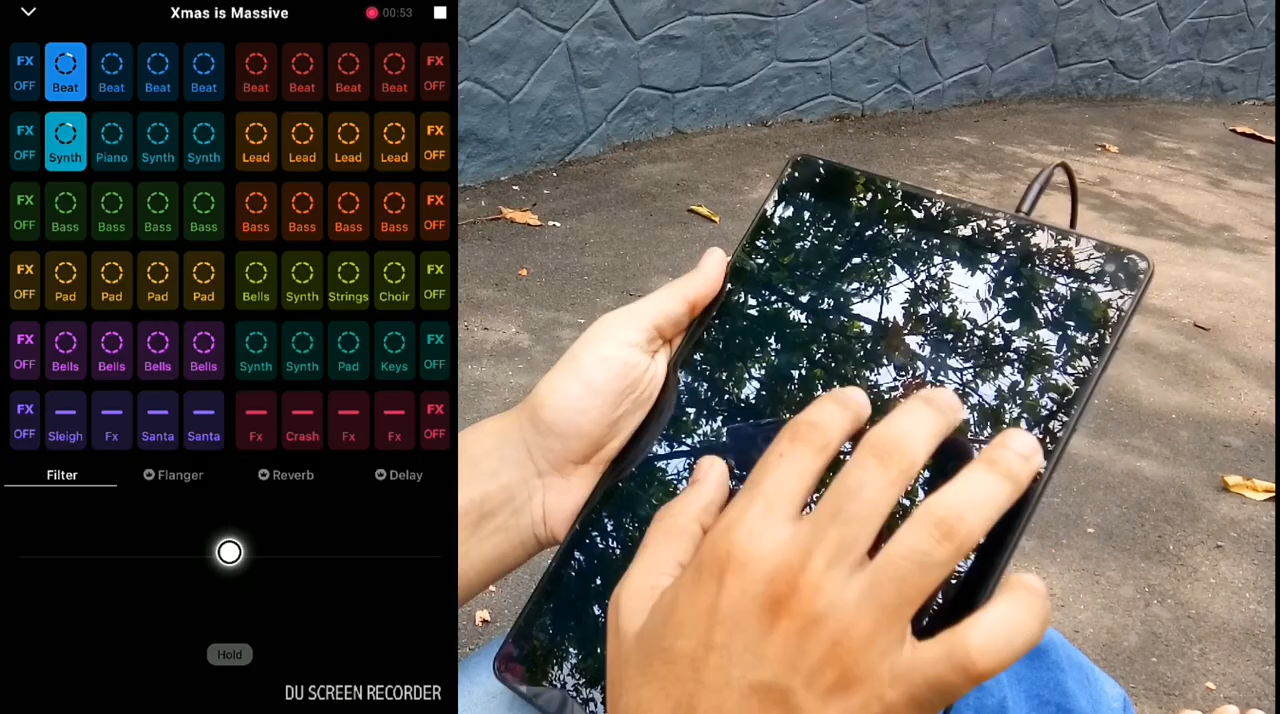 Xmas is Massive 00:53
FX Beat Beat Beat Beat Beat Beat Beat Beat FX
OFF OFF
FX Synth Piano Synth Synth Lead Lead Lead Lead FX
OFF OFF
FX Bass Bass Bass Bass Bass Bass Bass Bass FX
OFF OFF
FX Pad Pad Pad Pad Bells Synth Strings Choir FX
OFF OFF
FX Bells Bells Bells Bells Synth Synth Pad Keys FX
OFF OFF
FX Sleigh Fx Santa Santa Fx Crash Fx Fx FX
OFF OFF
Filter Flanger Reverb Delay
Hold
DU SCREEN RECORDER